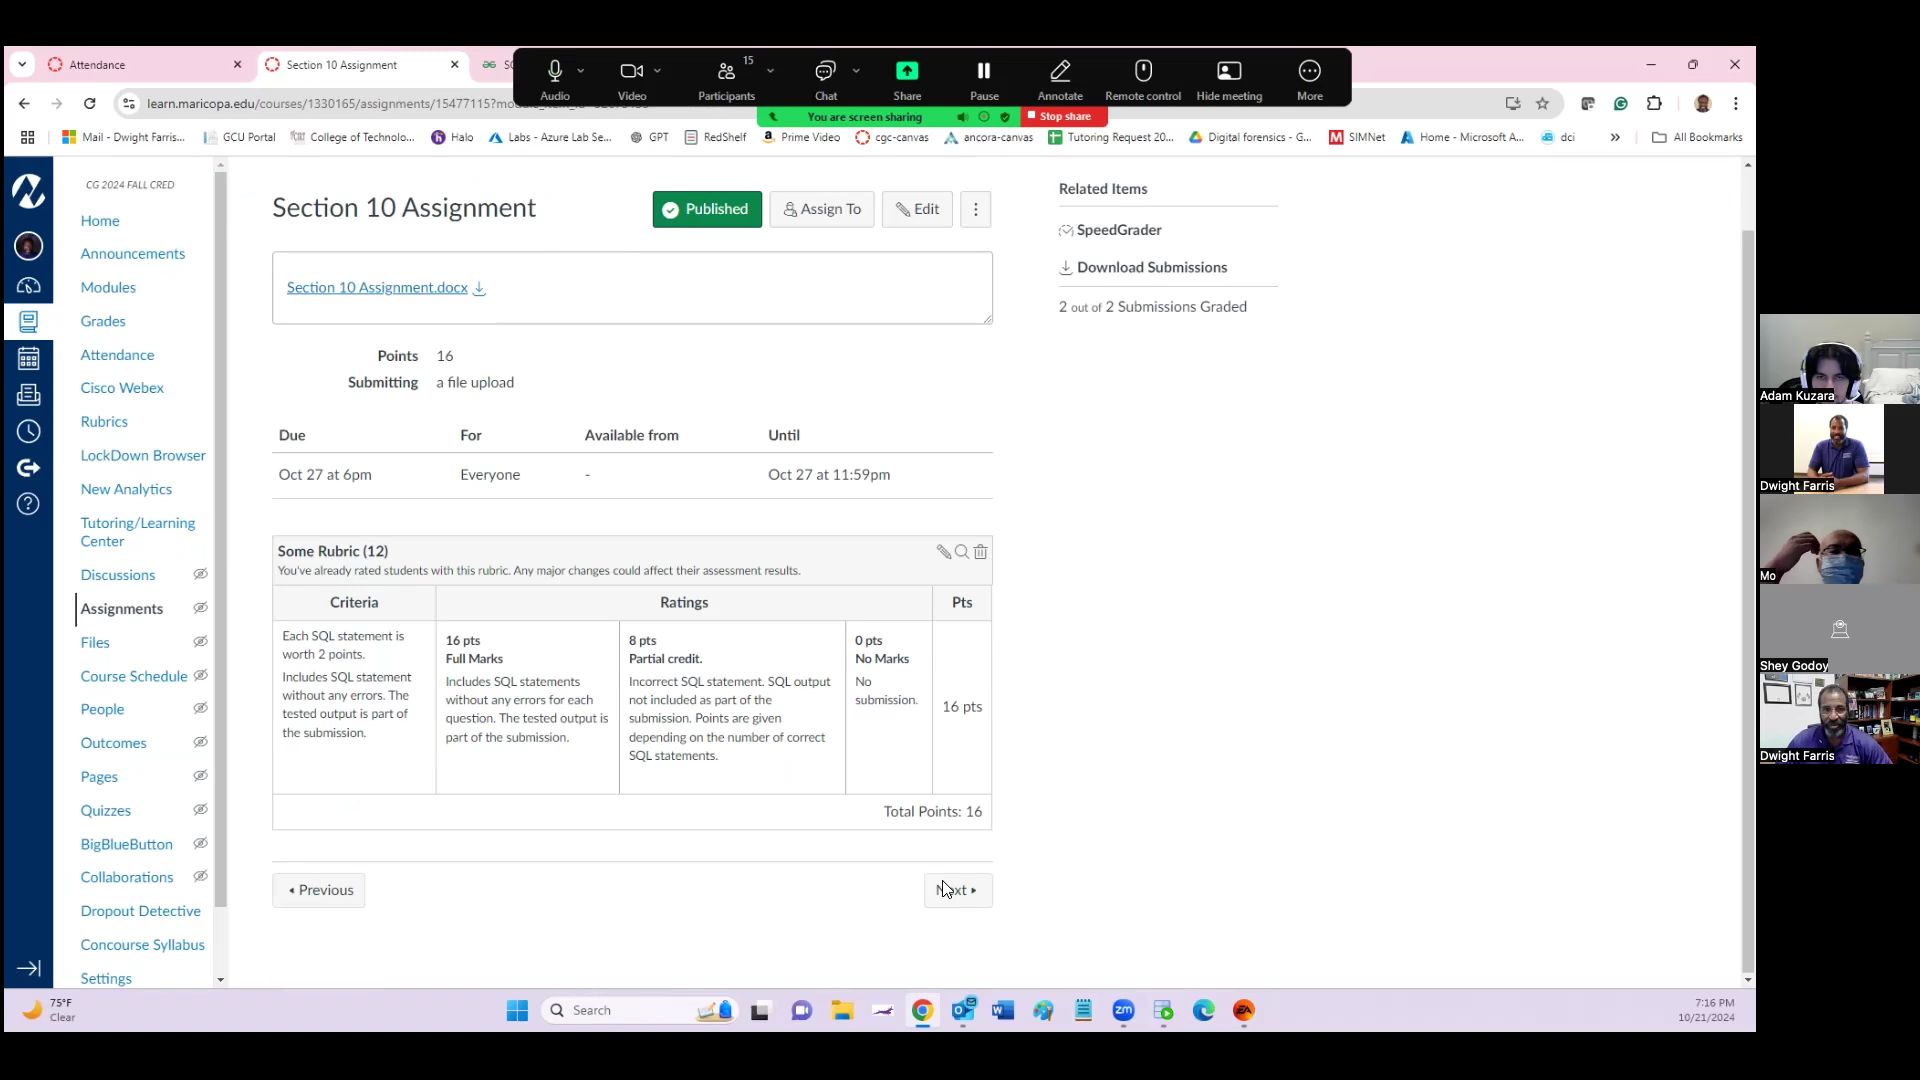 Attendance
Section 10 Assignment
SC
15
Audio
Video
Participants
Chat
Share
Pause
Annotate
Remote control
Hide meeting
More
You are screen sharing
Stop share
Mail - Dwight Farris...
GCU Portal
College of Technolo...
Halo
Labs - Azure Lab Se...
GPT
RedShelf
Prime Video
cgc-canvas
ancora-canvas
Tutoring Request 20...
Digital forensics - G...
SIMNet
Home - Microsoft A...
dci
All Bookmarks
CG 2024 FALL CRED
Home
Announcements
Modules
Grades
Attendance
Cisco Webex
Rubrics
LockDown Browser
New Analytics
Tutoring/Learning
Center
Discussions
Assignments
Files
Course Schedule
People
Outcomes
Pages
Quizzes
BigBlueButton
Collaborations
Dropout Detective
Concourse Syllabus
Settings
Section 10 Assignment
Published
Assign To
Edit
Section 10 Assignment.docx
Points 16
Submitting a file upload
Due For Available from Until
Oct 27 at 6pm Everyone - Oct 27 at 11:59pm
Some Rubric (12)
You've already rated students with this rubric. Any major changes could affect their assessment results.
Criteria Ratings Pts
Each SQL statement is
worth 2 points.
Includes SQL statement
without any errors. The
tested output is part of
the submission.
16 pts
Full Marks
Includes SQL statements
without any errors for each
question. The tested output is
part of the submission.
8 pts
Partial credit.
Incorrect SQL statement. SQL output
not included as part of the
submission. Points are given
depending on the number of correct
SQL statements.
0 pts
No Marks
No
submission.
16 pts
Total Points: 16
Previous
Next
Related Items
SpeedGrader
Download Submissions
2 out of 2 Submissions Graded
Adam Kuzara
Dwight Farris
Mo
Shey Godoy
Dwight Farris
75°F
Clear
Search
zm
7:16 PM
10/21/2024